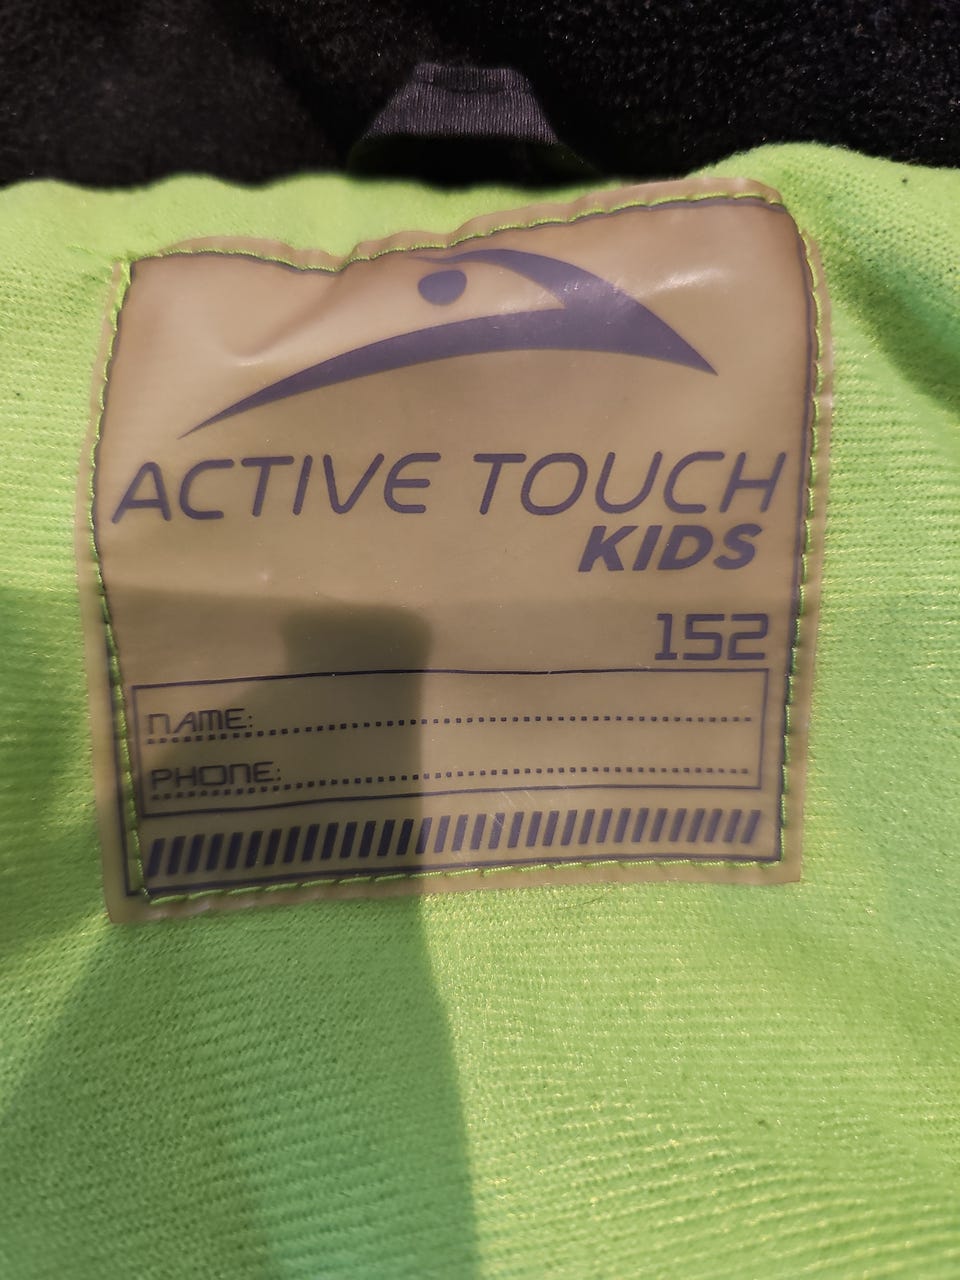 ACTIVE TOUCH
KIDS
152
NAME:
PHONE: